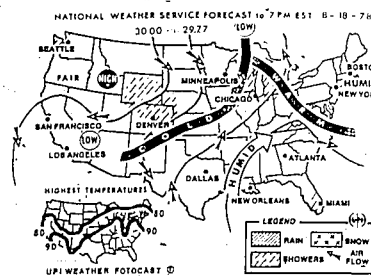 NATIONAL WEATHER SERVICE FORECAST to 7 PM EST 8-18-78
30.00 29.77
LOW
SEATTLE
BOSTON
FAIR
HIGH
MINNEAPOLIS
HUMID
NEW YORK
CHICAGO
WARM
SAN FRANCISCO
DENVER
LOW
COLD
LOS ANGELES
ATLANTA
HUMID
DALLAS
HIGHEST TEMPERATURES
NEW ORLEANS
MIAMI
80
80
90
90
LEGEND
RAIN
SNOW
SHOWERS
AIR FLOW
UPI WEATHER FOTOCAST